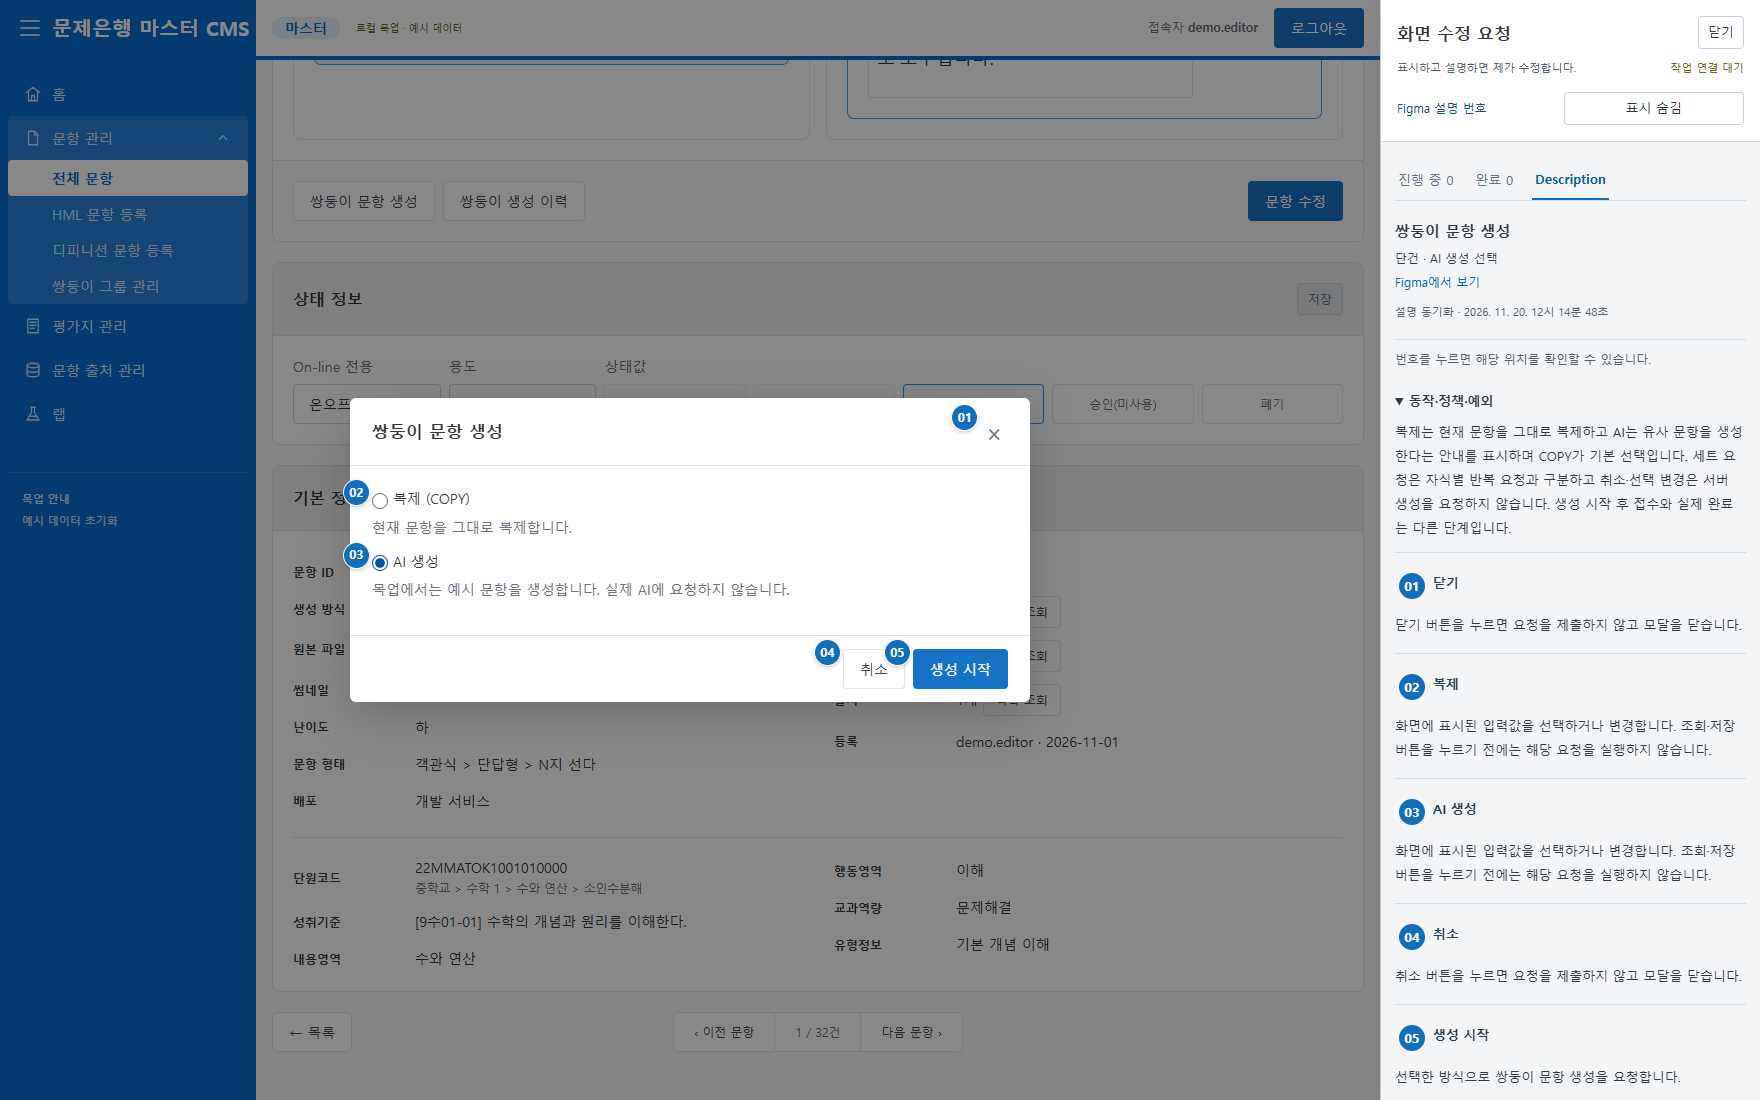 문제은행 마스터 CMS
홈
문항 관리
전체 문항
HML 문항 등록
디피니션 문항 등록
쌍둥이 그룹 관리
평가지 관리
문항 출처 관리
랩
목업 안내
예시 데이터 초기화
마스터
로컬 목업 · 예시 데이터
접속자 demo.editor
로그아웃
쌍둥이 문항 생성
쌍둥이 생성 이력
문항 수정
상태 정보
저장
On-line 전용
용도
상태값
온오프
승인(미사용)
폐기
쌍둥이 문항 생성
01
02
복제 (COPY)
현재 문항을 그대로 복제합니다.
03
AI 생성
목업에서는 예시 문항을 생성합니다. 실제 AI에 요청하지 않습니다.
04
취소
05
생성 시작
기본 정
문항 ID
생성 방식
조회
원본 파일
조회
썸네일
조회
난이도
하
등록
demo.editor · 2026-11-01
문항 형태
객관식 > 단답형 > N지 선다
배포
개발 서비스
단원코드
22MMATOK1001010000
중학교 > 수학 1 > 수와 연산 > 소인수분해
행동영역
이해
성취기준
[9수01-01] 수학의 개념과 원리를 이해한다.
교과역량
문제해결
내용영역
수와 연산
유형정보
기본 개념 이해
← 목록
‹ 이전 문항
1 / 32건
다음 문항 ›
화면 수정 요청
닫기
표시하고 설명하면 제가 수정합니다.
작업 연결 대기
Figma 설명 번호
표시 숨김
진행 중 0
완료 0
Description
쌍둥이 문항 생성
단건 · AI 생성 선택
Figma에서 보기
설명 동기화 · 2026. 11. 20. 12시 14분 48초
번호를 누르면 해당 위치를 확인할 수 있습니다.
▼ 동작·정책·예외
복제는 현재 문항을 그대로 복제하고 AI는 유사 문항을 생성
한다는 안내를 표시하며 COPY가 기본 선택입니다. 세트 요
청은 자식별 반복 요청과 구분하고 취소·선택 변경은 서버
생성을 요청하지 않습니다. 생성 시작 후 접수와 실제 완료
는 다른 단계입니다.
01 닫기
닫기 버튼을 누르면 요청을 제출하지 않고 모달을 닫습니다.
02 복제
화면에 표시된 입력값을 선택하거나 변경합니다. 조회·저장
버튼을 누르기 전에는 해당 요청을 실행하지 않습니다.
03 AI 생성
화면에 표시된 입력값을 선택하거나 변경합니다. 조회·저장
버튼을 누르기 전에는 해당 요청을 실행하지 않습니다.
04 취소
취소 버튼을 누르면 요청을 제출하지 않고 모달을 닫습니다.
05 생성 시작
선택한 방식으로 쌍둥이 문항 생성을 요청합니다.